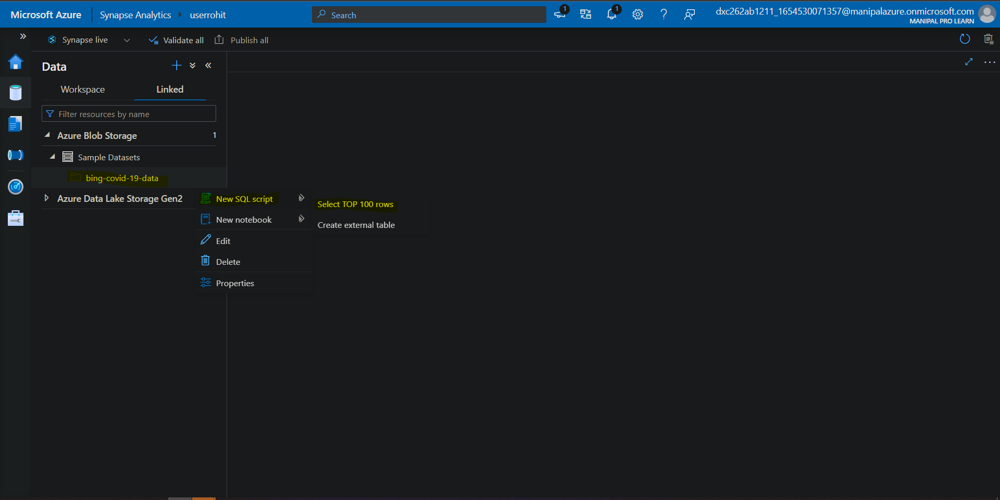 Microsoft Azure
Synapse Analytics
userrohit
Search
1
1
dxc262ab1211_1654530071357@manipalazure.onmicrosoft.com
MANIPAL PRO LEARN
Synapse live
Validate all
Publish all
Data
Workspace
Linked
Filter resources by name
Azure Blob Storage 1
Sample Datasets
bing-covid-19-data
Azure Data Lake Storage Gen2
New SQL script
New notebook
Edit
Delete
Properties
Select TOP 100 rows
Create external table